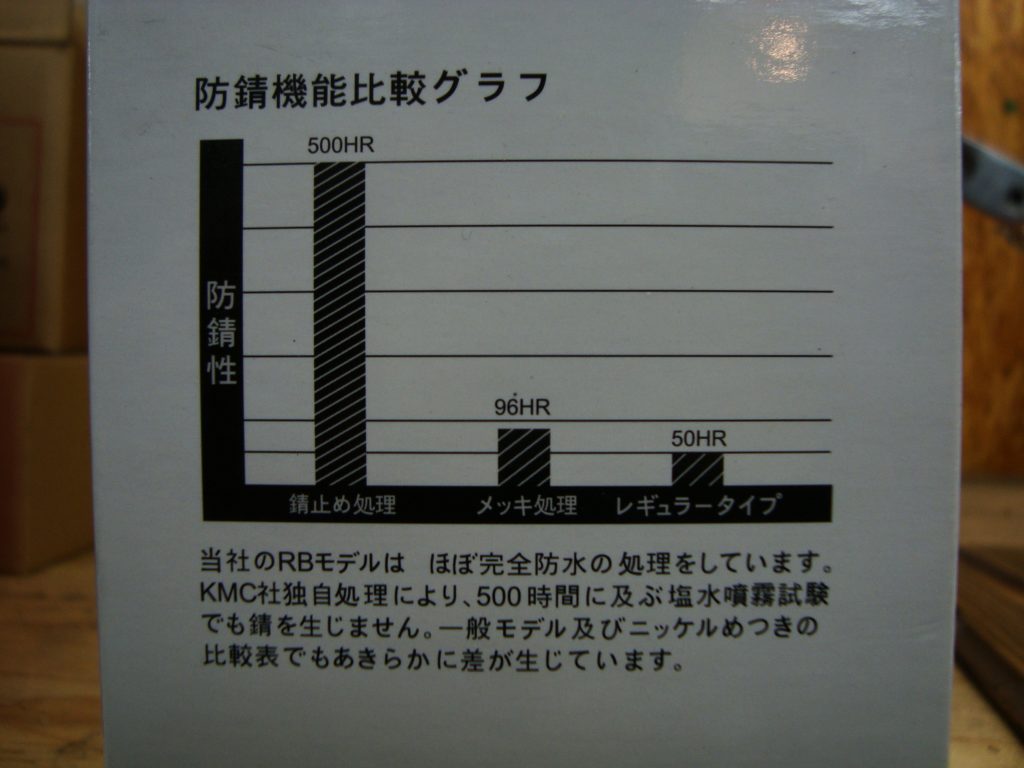 防錆機能比較グラフ
500HR
96HR
50HR
防錆性
錆止め処理 メッキ処理 レギュラータイプ
当社のRBモデルは ほぼ完全防水の処理をしています。
KMC社独自処理により、500時間に及ぶ塩水噴霧試験
でも錆を生じません。一般モデル及びニッケルめつきの
比較表でもあきらかに差が生じています。